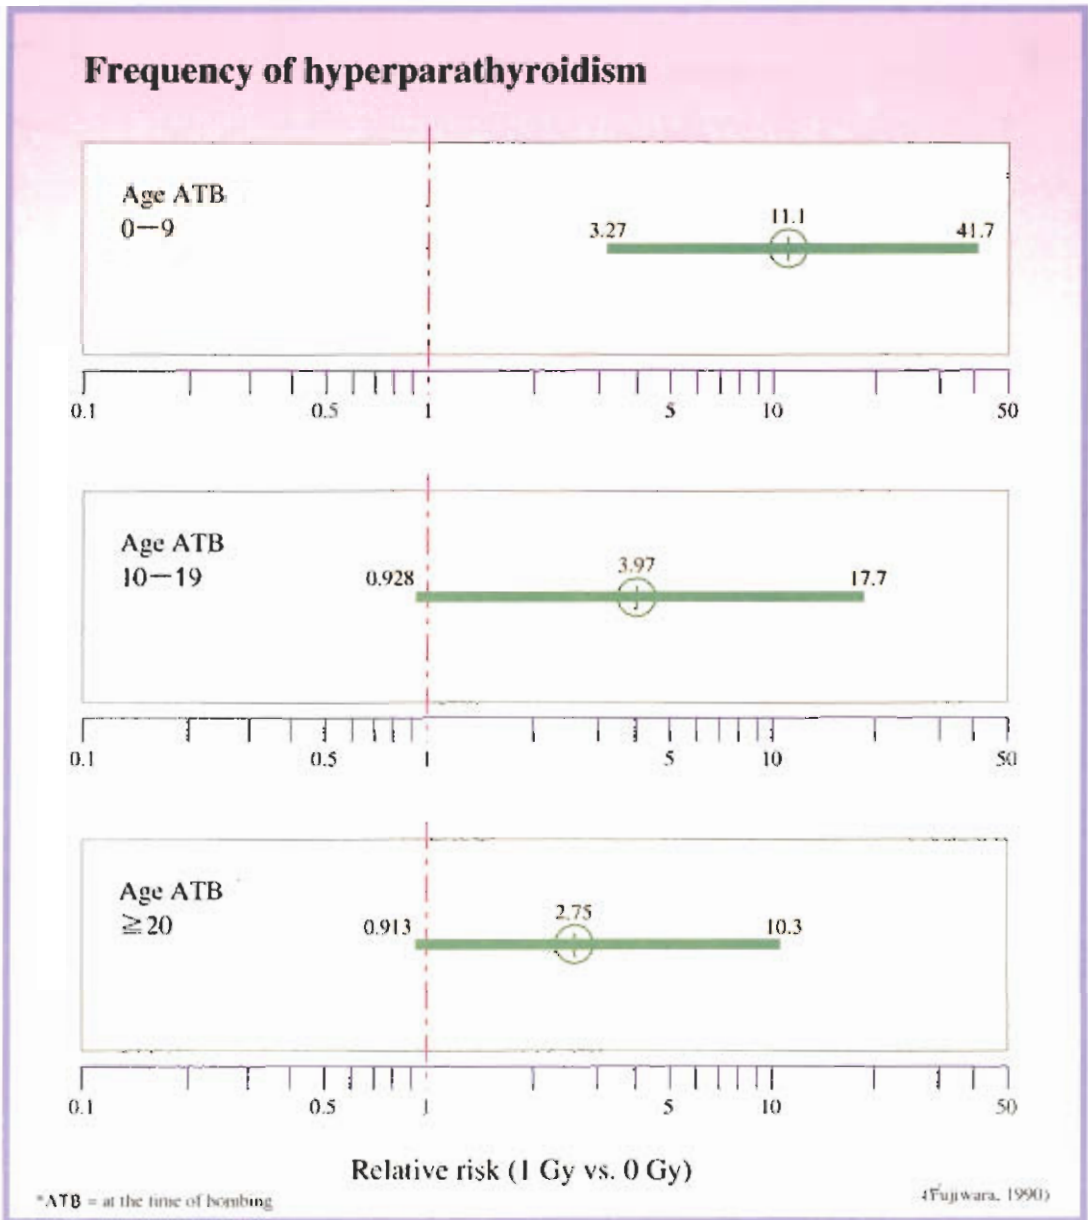 Frequency of hyperparathyroidism
Age ATB
0—9
3.27
11.1
41.7
0.1 0.5 1 5 10 50
Age ATB
10—19
0.928
3.97
17.7
0.1 0.5 1 5 10 50
Age ATB
≧20
0.913
2.75
10.3
0.1 0.5 1 5 10 50
Relative risk (1 Gy vs. 0 Gy)
*ATB = at the time of bombing
(Fujiwara, 1990)